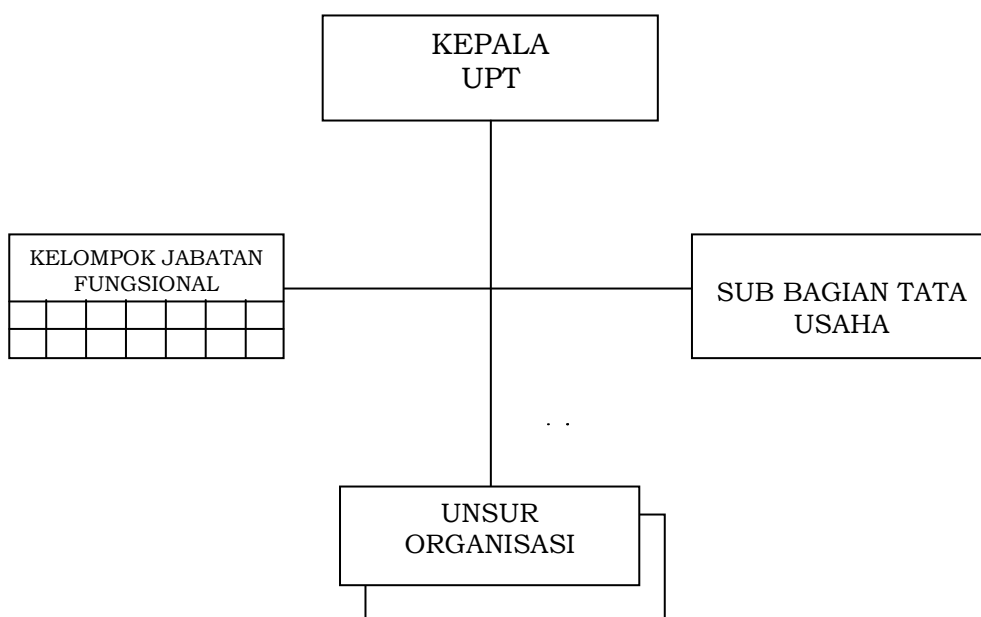 KEPALA
UPT
KELOMPOK JABATAN
FUNGSIONAL
SUB BAGIAN TATA
USAHA
. .
UNSUR
ORGANISASI